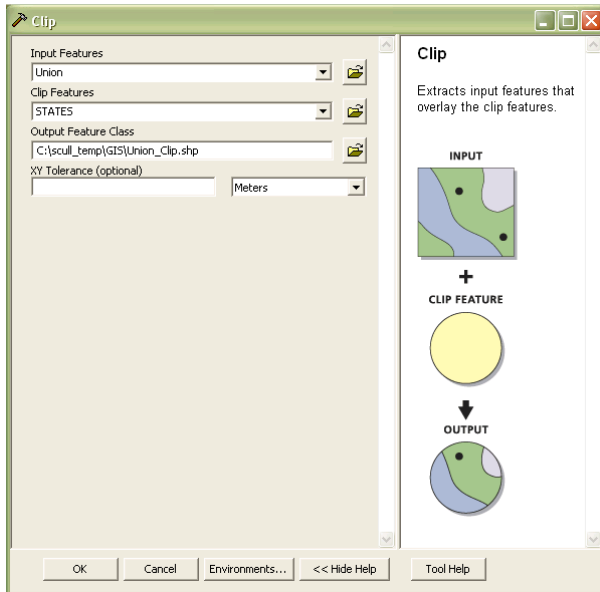 Clip
Input Features
Union
Clip Features
STATES
Output Feature Class
C:\scull_temp\GIS\Union_Clip.shp
XY Tolerance (optional)
Meters
Clip
Extracts input features that
overlay the clip features.
INPUT
+
CLIP FEATURE
OUTPUT
OK
Cancel
Environments...
<< Hide Help
Tool Help